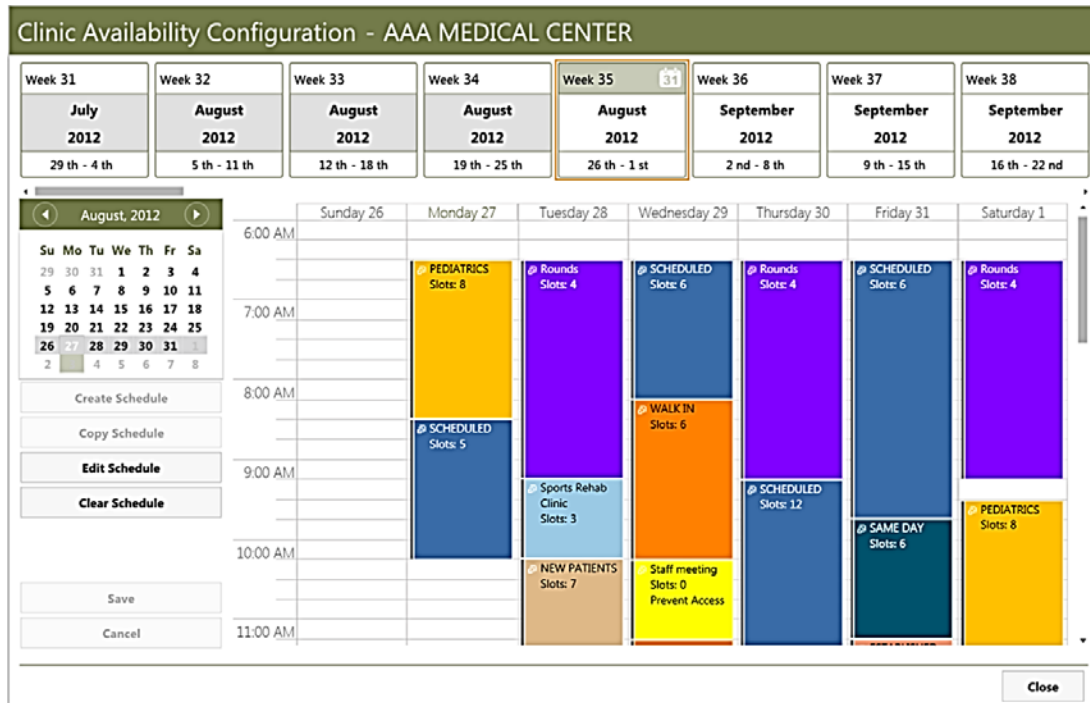 Clinic Availability Configuration - AAA MEDICAL CENTER
Week 31
July
2012
29 th - 4 th
Week 32
August
2012
5 th - 11 th
Week 33
August
2012
12 th - 18 th
Week 34
August
2012
19 th - 25 th
Week 35
31
August
2012
26 th - 1 st
Week 36
September
2012
2 nd - 8 th
Week 37
September
2012
9 th - 15 th
Week 38
September
2012
16 th - 22 nd
August, 2012
Su Mo Tu We Th Fr Sa
29 30 31 1 2 3 4
5 6 7 8 9 10 11
12 13 14 15 16 17 18
19 20 21 22 23 24 25
26 27 28 29 30 31 1
2 4 5 6 7 8
Create Schedule
Copy Schedule
Edit Schedule
Clear Schedule
Save
Cancel
Sunday 26 Monday 27 Tuesday 28 Wednesday 29 Thursday 30 Friday 31 Saturday 1
6:00 AM
7:00 AM
8:00 AM
9:00 AM
10:00 AM
11:00 AM
PEDIATRICS
Slots: 8
SCHEDULED
Slots: 5
Rounds
Slots: 4
Sports Rehab
Clinic
Slots: 3
NEW PATIENTS
Slots: 7
SCHEDULED
Slots: 6
WALK IN
Slots: 6
Staff meeting
Slots: 0
Prevent Access
Rounds
Slots: 4
SCHEDULED
Slots: 12
SCHEDULED
Slots: 6
SAME DAY
Slots: 6
Rounds
Slots: 4
PEDIATRICS
Slots: 8
Close